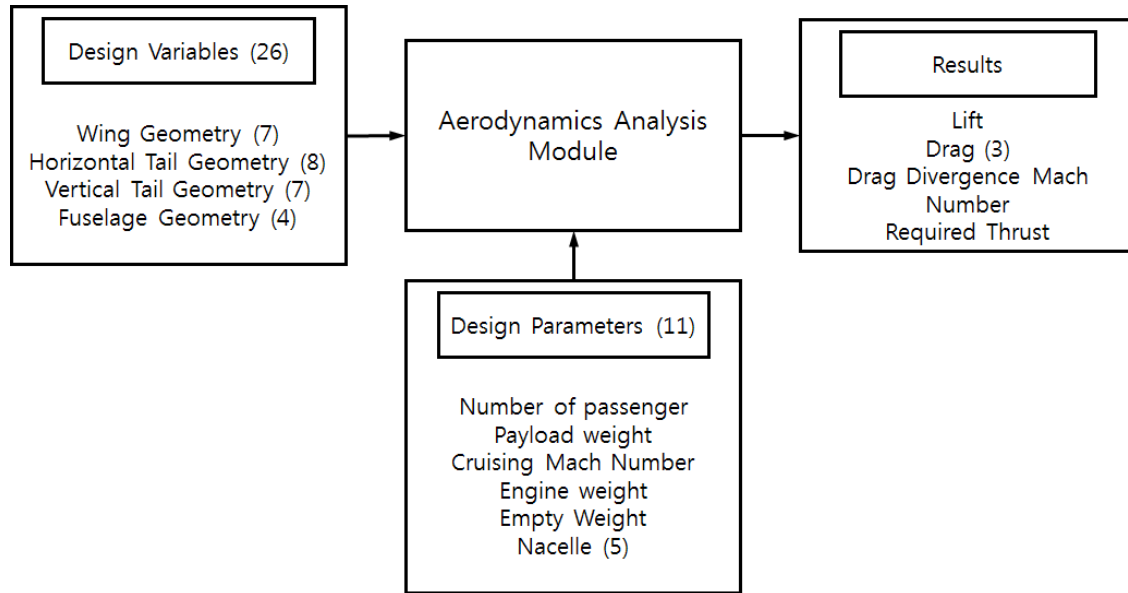 Design Variables (26)
Wing Geometry (7)
Horizontal Tail Geometry (8)
Vertical Tail Geometry (7)
Fuselage Geometry (4)
Aerodynamics Analysis
Module
Results
Lift
Drag (3)
Drag Divergence Mach
Number
Required Thrust
Design Parameters (11)
Number of passenger
Payload weight
Cruising Mach Number
Engine weight
Empty Weight
Nacelle (5)